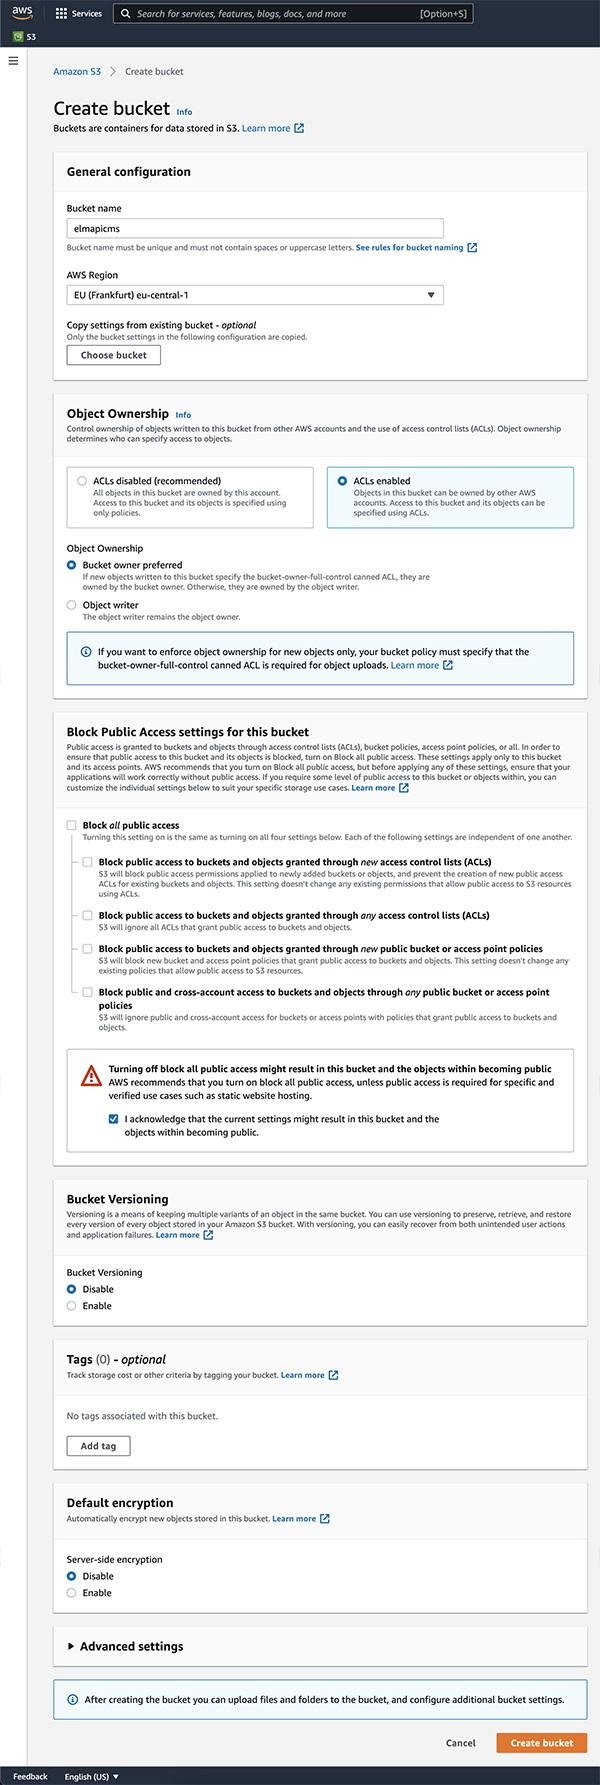 aws
Services
Search for services, features, blogs, docs, and more
[Option+S]
S3
Amazon S3 > Create bucket
Create bucket Info
Buckets are containers for data stored in S3. Learn more
General configuration
Bucket name
elmapicms
Bucket name must be unique and must not contain spaces or uppercase letters. See rules for bucket naming
AWS Region
EU (Frankfurt) eu-central-1
Copy settings from existing bucket - optional
Only the bucket settings in the following configuration are copied.
Choose bucket
Object Ownership Info
Control ownership of objects written to this bucket from other AWS accounts and the use of access control lists (ACLs). Object ownership
determines who can specify access to objects.
ACLs disabled (recommended)
All objects in this bucket are owned by this account.
Access to this bucket and its objects is specified using
only policies.
ACLs enabled
Objects in this bucket can be owned by other AWS
accounts. Access to this bucket and its objects can be
specified using ACLs.
Object Ownership
Bucket owner preferred
If new objects written to this bucket specify the bucket-owner-full-control canned ACL, they are
owned by the bucket owner. Otherwise, they are owned by the object writer.
Object writer
The object writer remains the object owner.
If you want to enforce object ownership for new objects only, your bucket policy must specify that the
bucket-owner-full-control canned ACL is required for object uploads. Learn more
Block Public Access settings for this bucket
Public access is granted to buckets and objects through access control lists (ACLs), bucket policies, access point policies, or all. In order to
ensure that public access to this bucket and its objects is blocked, turn on Block all public access. These settings apply only to this bucket
and its access points. AWS recommends that you turn on Block all public access, but before applying any of these settings, ensure that your
applications will work correctly without public access. If you require some level of public access to this bucket or objects within, you can
customize the individual settings below to suit your specific storage use cases. Learn more
Block all public access
Turning this setting on is the same as turning on all four settings below. Each of the following settings are independent of one another.
Block public access to buckets and objects granted through new access control lists (ACLs)
S3 will block public access permissions applied to newly added buckets or objects, and prevent the creation of new public access
ACLs for existing buckets and objects. This setting doesn't change any existing permissions that allow public access to S3 resources
using ACLs.
Block public access to buckets and objects granted through any access control lists (ACLs)
S3 will ignore all ACLs that grant public access to buckets and objects.
Block public access to buckets and objects granted through new public bucket or access point policies
S3 will block new bucket and access point policies that grant public access to buckets and objects. This setting doesn't change any
existing policies that allow public access to S3 resources.
Block public and cross-account access to buckets and objects through any public bucket or access point
policies
S3 will ignore public and cross-account access for buckets or access points with policies that grant public access to buckets and
objects.
Turning off block all public access might result in this bucket and the objects within becoming public
AWS recommends that you turn on block all public access, unless public access is required for specific and
verified use cases such as static website hosting.
I acknowledge that the current settings might result in this bucket and the
objects within becoming public.
Bucket Versioning
Versioning is a means of keeping multiple variants of an object in the same bucket. You can use versioning to preserve, retrieve, and restore
every version of every object stored in your Amazon S3 bucket. With versioning, you can easily recover from both unintended user actions
and application failures. Learn more
Bucket Versioning
Disable
Enable
Tags (0) - optional
Track storage cost or other criteria by tagging your bucket. Learn more
No tags associated with this bucket.
Add tag
Default encryption
Automatically encrypt new objects stored in this bucket. Learn more
Server-side encryption
Disable
Enable
Advanced settings
After creating the bucket you can upload files and folders to the bucket, and configure additional bucket settings.
Cancel
Create bucket
Feedback
English (US)